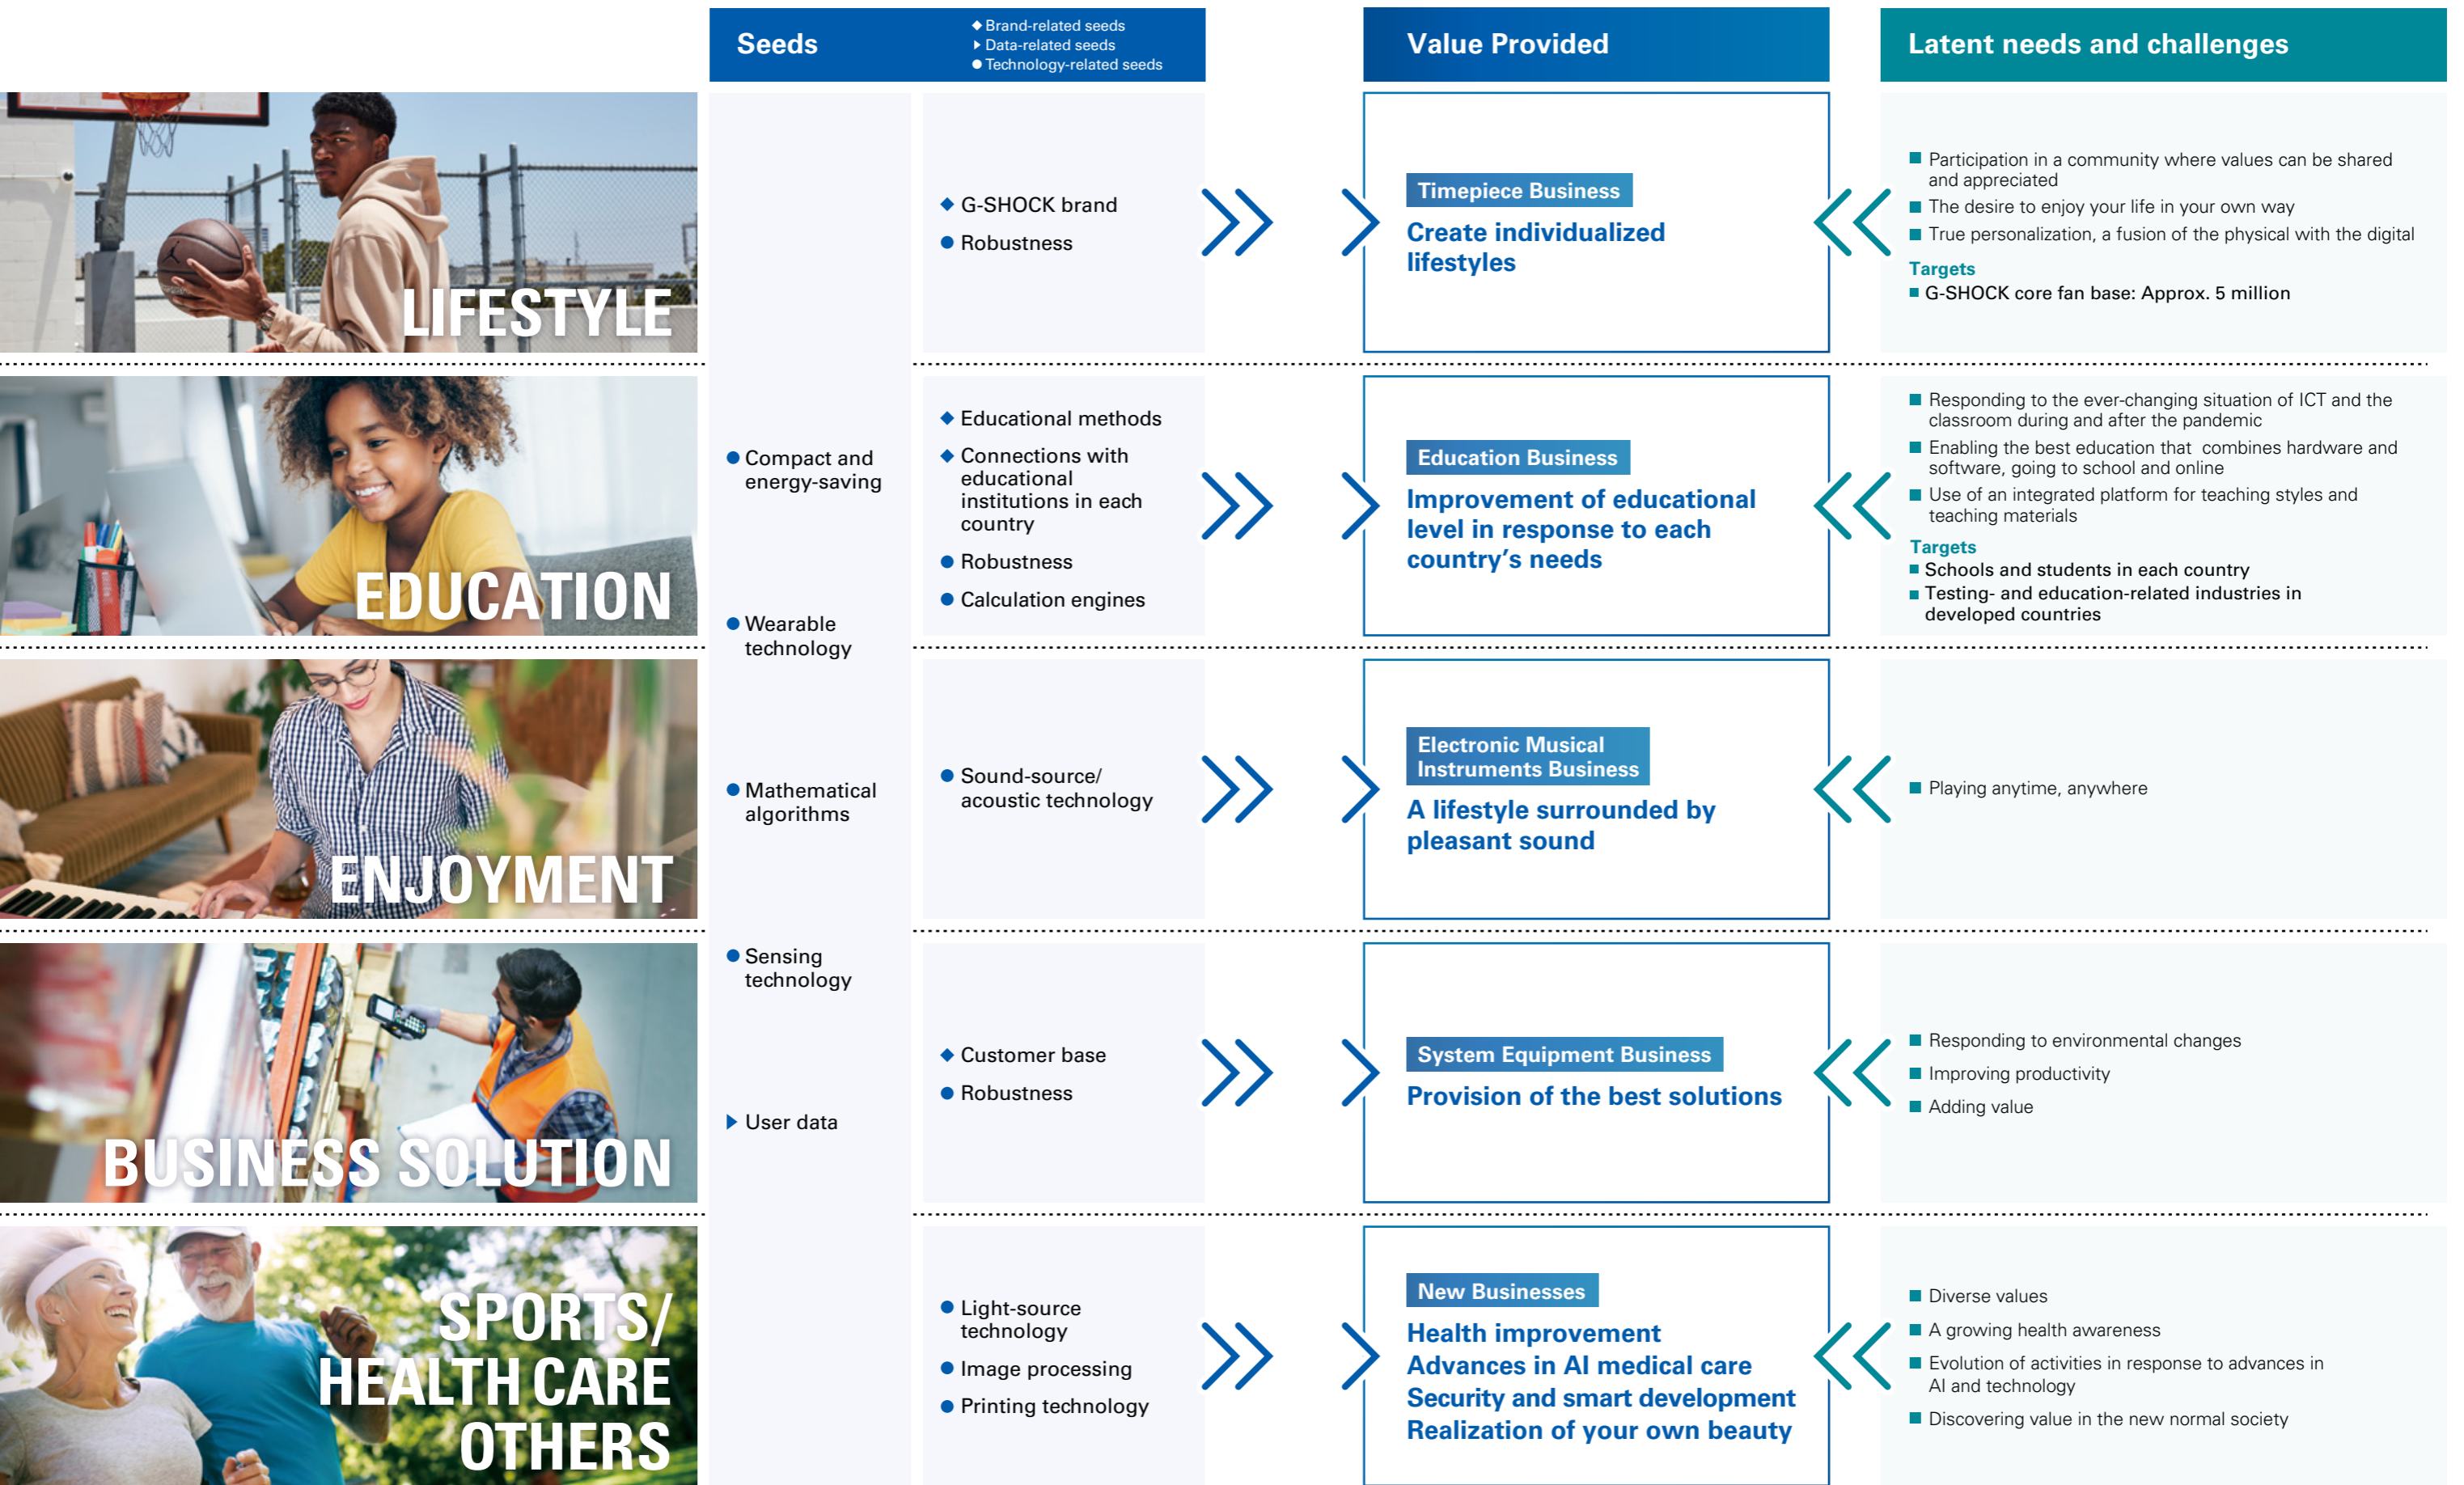 Seeds
◆ Brand-related seeds
▶ Data-related seeds
● Technology-related seeds
Value Provided
Latent needs and challenges
LIFESTYLE
◆ G-SHOCK brand
● Robustness
Timepiece Business
Create individualized
lifestyles
■ Participation in a community where values can be shared
and appreciated
■ The desire to enjoy your life in your own way
■ True personalization, a fusion of the physical with the digital
Targets
■ G-SHOCK core fan base: Approx. 5 million
EDUCATION
● Compact and
energy-saving
● Wearable
technology
● Mathematical
algorithms
● Sensing
technology
▶ User data
◆ Educational methods
◆ Connections with
educational
institutions in each
country
● Robustness
● Calculation engines
Education Business
Improvement of educational
level in response to each
country's needs
■ Responding to the ever-changing situation of ICT and the
classroom during and after the pandemic
■ Enabling the best education that combines hardware and
software, going to school and online
■ Use of an integrated platform for teaching styles and
teaching materials
Targets
■ Schools and students in each country
■ Testing- and education-related industries in
developed countries
ENJOYMENT
● Sound-source/
acoustic technology
Electronic Musical
Instruments Business
A lifestyle surrounded by
pleasant sound
■ Playing anytime, anywhere
BUSINESS SOLUTION
◆ Customer base
● Robustness
System Equipment Business
Provision of the best solutions
■ Responding to environmental changes
■ Improving productivity
■ Adding value
SPORTS/
HEALTH CARE
OTHERS
● Light-source
technology
● Image processing
● Printing technology
New Businesses
Health improvement
Advances in AI medical care
Security and smart development
Realization of your own beauty
■ Diverse values
■ A growing health awareness
■ Evolution of activities in response to advances in
AI and technology
■ Discovering value in the new normal society